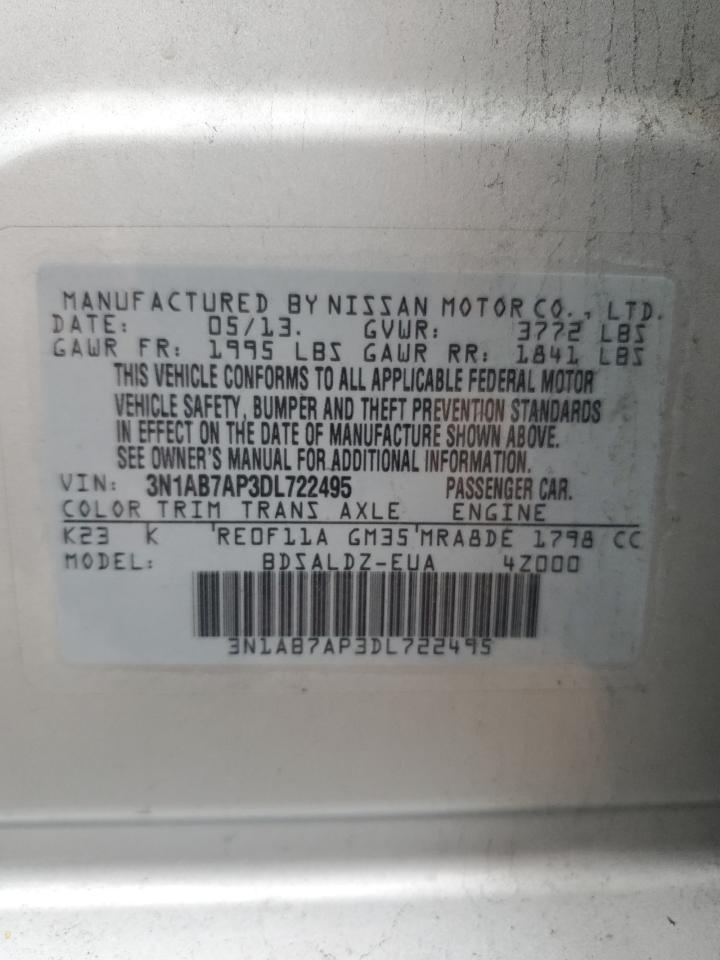 MANUFACTURED BY NISSAN MOTOR CO., LTD.
DATE: 05/13. GVWR: 3772 LBS
GAWR FR: 1995 LBS GAWR RR: 1841 LBS
THIS VEHICLE CONFORMS TO ALL APPLICABLE FEDERAL MOTOR
VEHICLE SAFETY, BUMPER AND THEFT PREVENTION STANDARDS
IN EFFECT ON THE DATE OF MANUFACTURE SHOWN ABOVE.
SEE OWNER'S MANUAL FOR ADDITIONAL INFORMATION.
VIN: 3N1AB7AP3DL722495 PASSENGER CAR.
COLOR TRIM TRANS AXLE ENGINE
K23 K RE0F11A GM35 MRA8DE 1798 CC
MODEL: BDSALDZ-EUA 4Z000
3N1AB7AP3DL722495